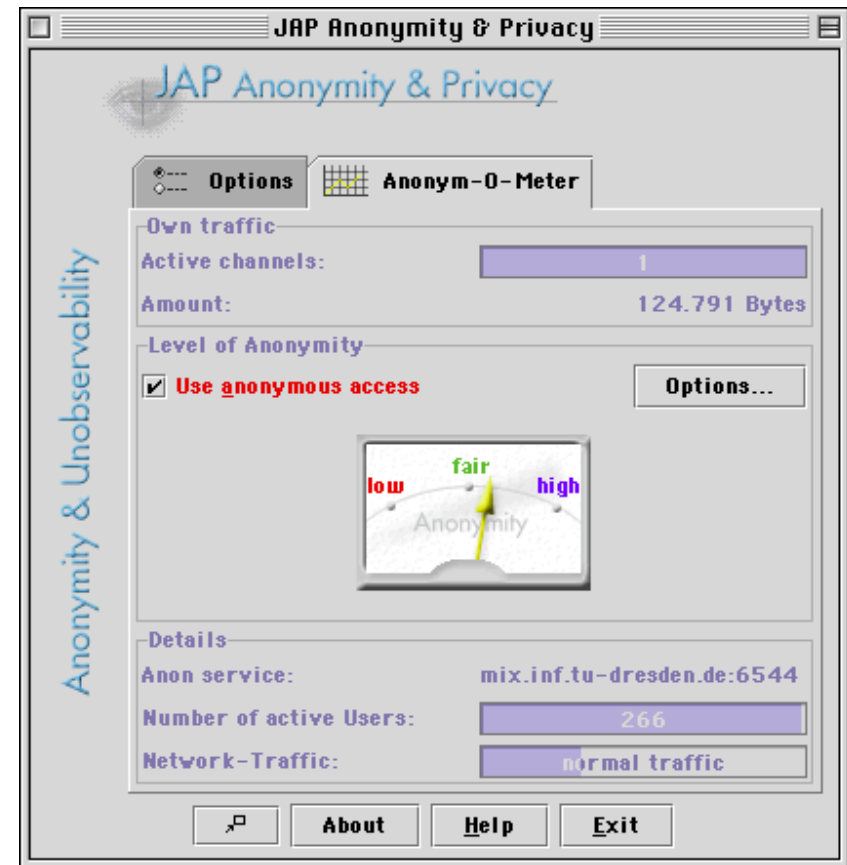 JAP Anonymity & Privacy
JAP Anonymity & Privacy
Options
Anonym-O-Meter
Own traffic
Active channels: 1
Amount: 124.791 Bytes
Level of Anonymity
Use anonymous access
Options...
fair
low
high
Anonymity
Details
Anon service: mix.inf.tu-dresden.de:6544
Number of active Users: 266
Network-Traffic: normal traffic
Anonymity & Unobservability
About
Help
Exit